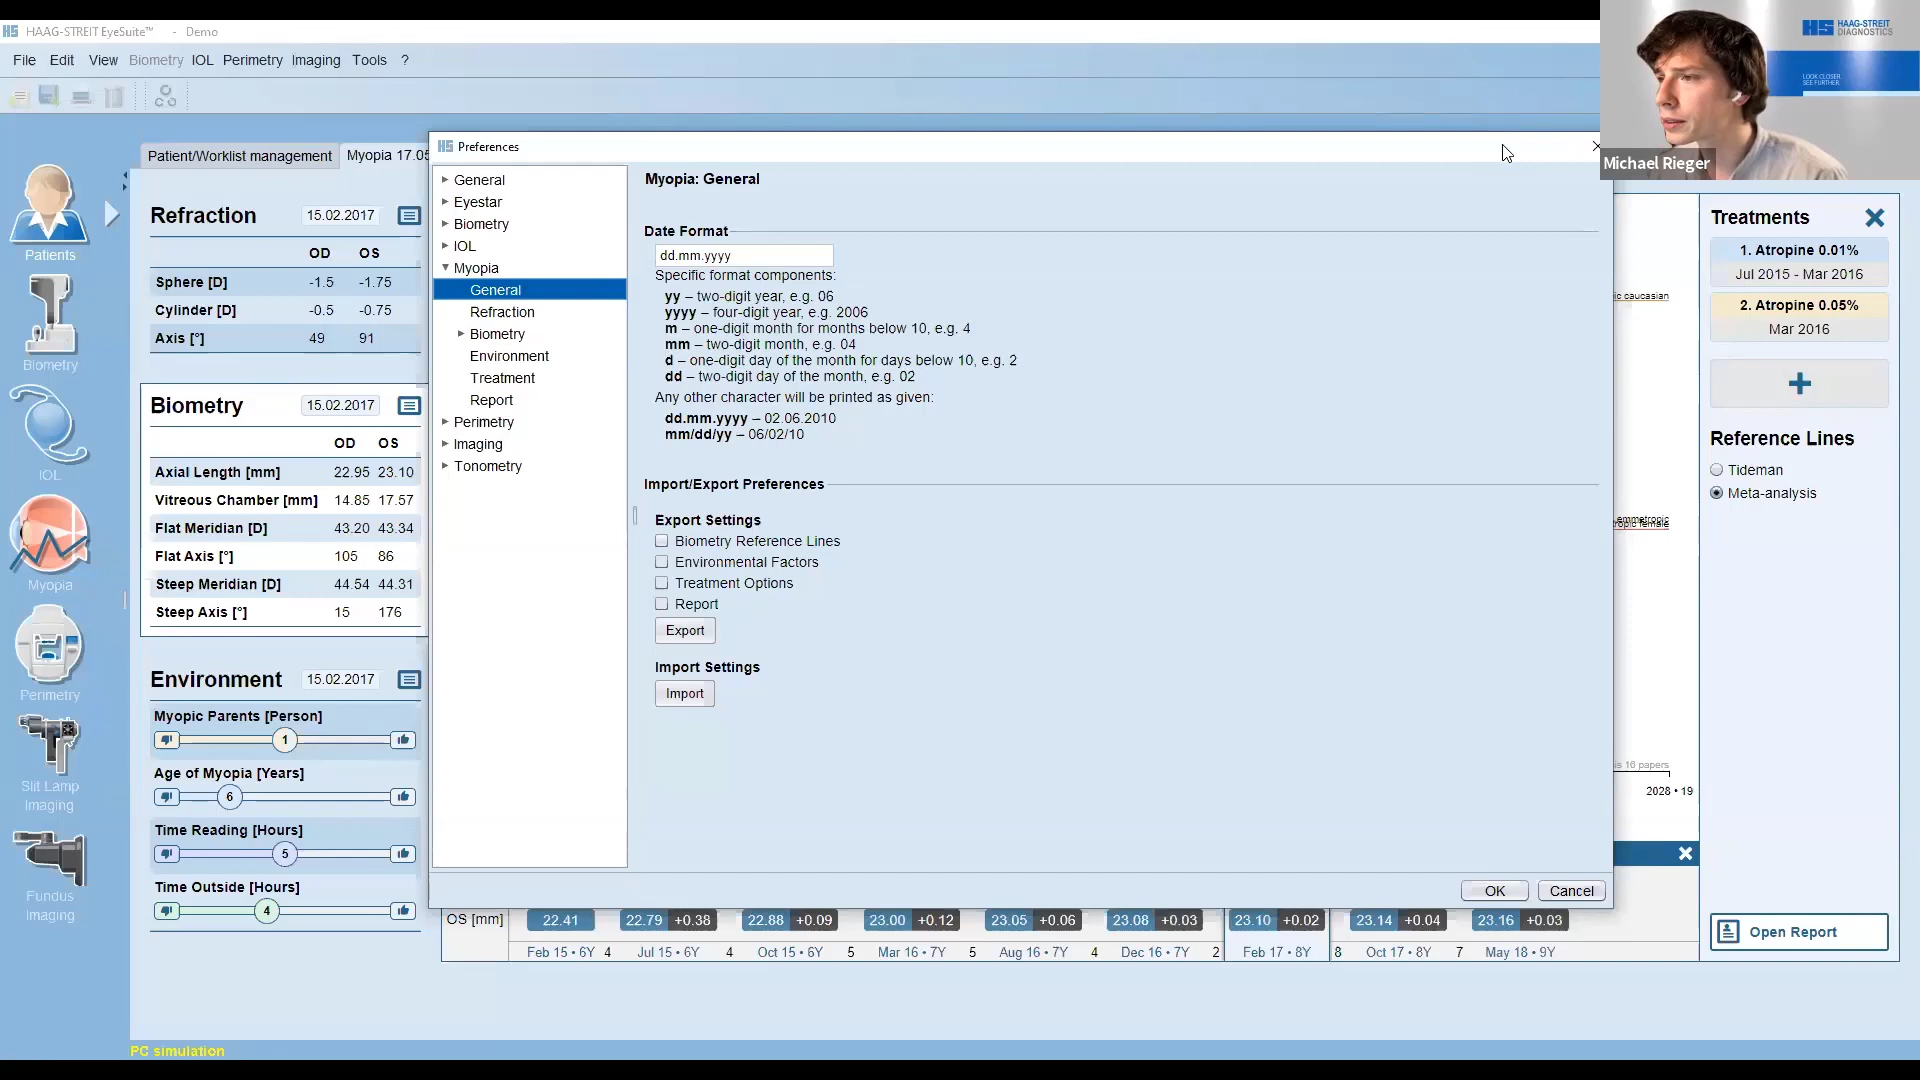 HAAG-STREIT EyeSuite™ - Demo
File Edit View Biometry IOL Perimetry Imaging Tools ?
HAAG-STREIT
DIAGNOSTICS
LOOK CLOSER.
SEE FURTHER.
Michael Rieger
Patients
Biometry
IOL
Myopia
Perimetry
Slit Lamp
Imaging
Fundus
Imaging
Patient/Worklist management
Myopia 17.05
Refraction 15.02.2017
OD OS
Sphere [D] -1.5 -1.75
Cylinder [D] -0.5 -0.75
Axis [°] 49 91
Biometry 15.02.2017
OD OS
Axial Length [mm] 22.95 23.10
Vitreous Chamber [mm] 14.85 17.57
Flat Meridian [D] 43.20 43.34
Flat Axis [°] 105 86
Steep Meridian [D] 44.54 44.31
Steep Axis [°] 15 176
Environment 15.02.2017
Myopic Parents [Person]
1
Age of Myopia [Years]
6
Time Reading [Hours]
5
Time Outside [Hours]
4
Preferences
General
Eyestar
Biometry
IOL
Myopia
General
Refraction
Biometry
Environment
Treatment
Report
Perimetry
Imaging
Tonometry
Myopia: General
Date Format
dd.mm.yyyy
Specific format components:
yy – two-digit year, e.g. 06
yyyy – four-digit year, e.g. 2006
m – one-digit month for months below 10, e.g. 4
mm – two-digit month, e.g. 04
d – one-digit day of the month for days below 10, e.g. 2
dd – two-digit day of the month, e.g. 02
Any other character will be printed as given:
dd.mm.yyyy – 02.06.2010
mm/dd/yy – 06/02/10
Import/Export Preferences
Export Settings
Biometry Reference Lines
Environmental Factors
Treatment Options
Report
Export
Import Settings
Import
OK Cancel
OS [mm] 22.41 22.79 +0.38 22.88 +0.09 23.00 +0.12 23.05 +0.06 23.08 +0.03 23.10 +0.02 23.14 +0.04 23.16 +0.03
Feb 15 • 6Y 4 Jul 15 • 6Y 4 Oct 15 • 6Y 5 Mar 16 • 7Y 5 Aug 16 • 7Y 4 Dec 16 • 7Y 2 Feb 17 • 8Y 8 Oct 17 • 8Y 7 May 18 • 9Y
ic caucasian
emmetropic
tropic female
is 16 papers
2028 • 19
Treatments
1. Atropine 0.01%
Jul 2015 - Mar 2016
2. Atropine 0.05%
Mar 2016
Reference Lines
Tideman
Meta-analysis
Open Report
PC simulation